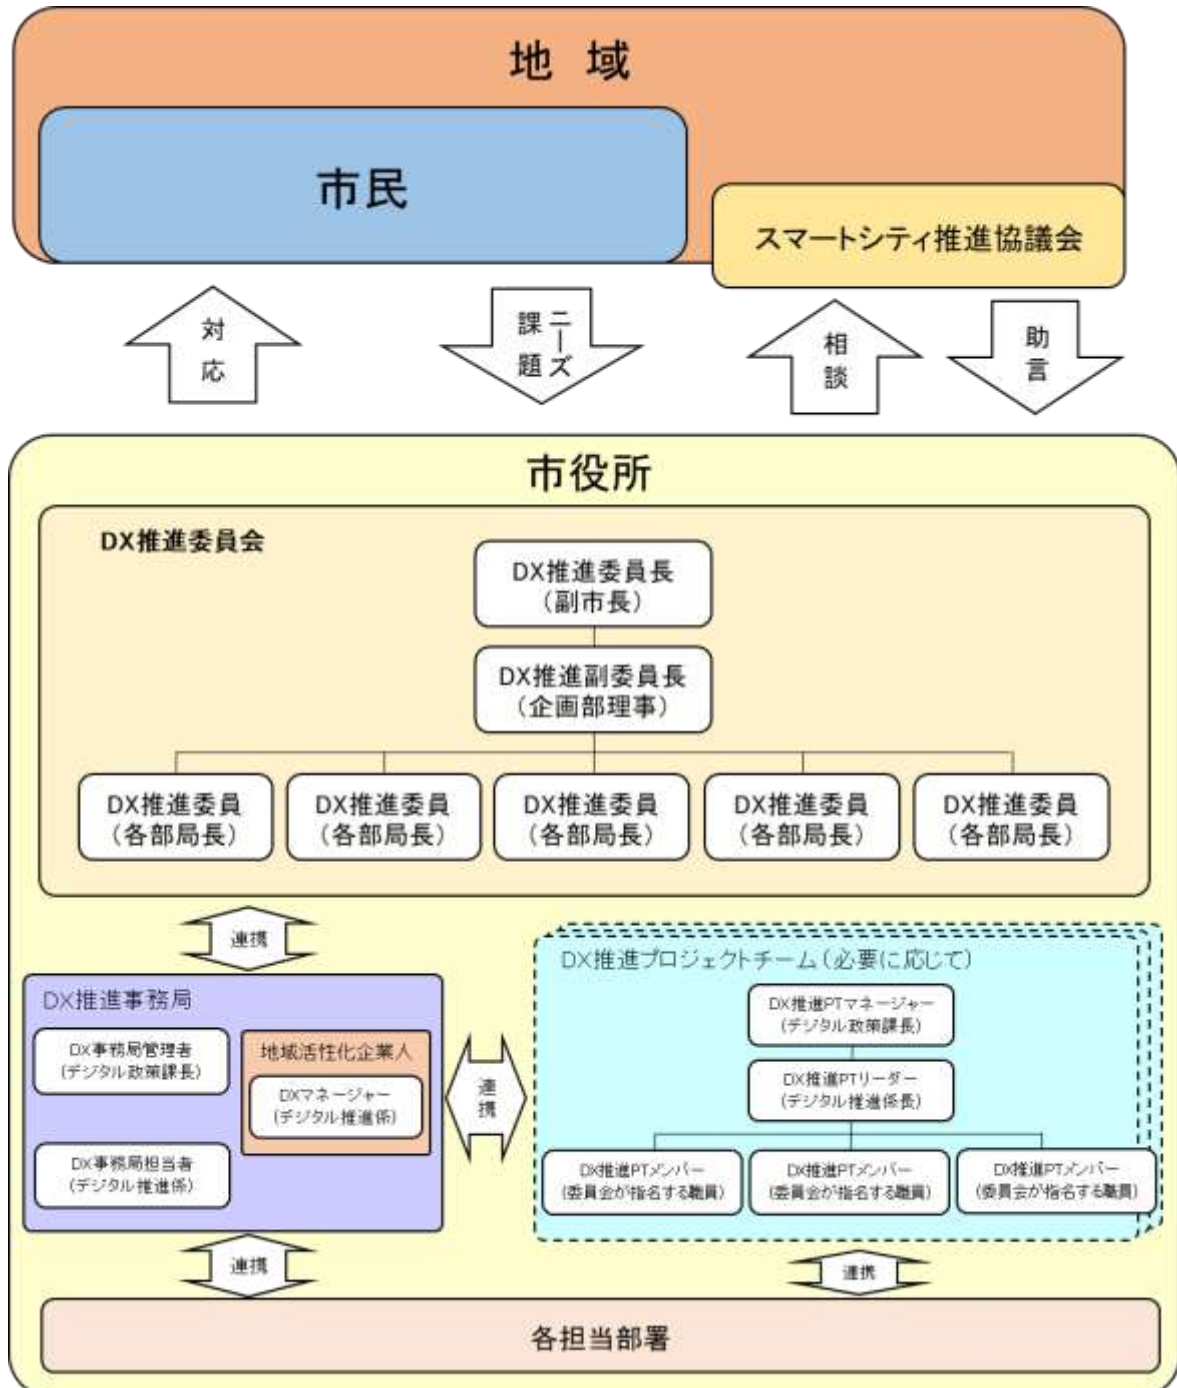 地 域
市民
スマートシティ推進協議会
対応
ニーズ
課題
相談
助言
市役所
DX推進委員会
DX推進委員長
（副市長）
DX推進副委員長
（企画部理事）
DX推進委員
（各部局長）
DX推進委員
（各部局長）
DX推進委員
（各部局長）
DX推進委員
（各部局長）
DX推進委員
（各部局長）
連携
DX推進事務局
DX事務局管理者
（デジタル政策課長）
地域活性化企業人
DXマネージャー
（デジタル推進係）
DX事務局担当者
（デジタル推進係）
連携
DX推進プロジェクトチーム（必要に応じて）
DX推進PTマネージャー
（デジタル政策課長）
DX推進PTリーダー
（デジタル推進係長）
DX推進PTメンバー
（委員会が指名する職員）
DX推進PTメンバー
（委員会が指名する職員）
DX推進PTメンバー
（委員会が指名する職員）
連携
連携
各担当部署